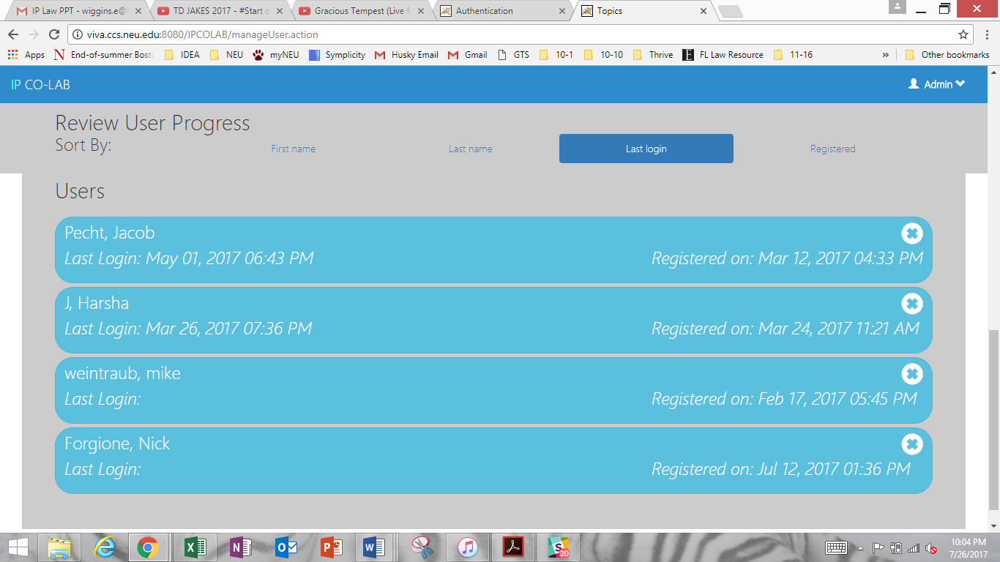 IP Law PPT - wiggins.e@
TD JAKES 2017 - #Start
Gracious Tempest (Live f
Authentication
Topics
viva.ccs.neu.edu:8080/IPCOLAB/manageUser.action
Apps
End-of-summer Bost
IDEA
NEU
myNEU
Symplicity
Husky Email
Gmail
GTS
10-1
10-10
Thrive
FL Law Resource
11-16
»
Other bookmarks
IP CO-LAB
Admin
Review User Progress
Sort By:
First name
Last name
Last login
Registered
Users
Pecht, Jacob
Last Login: May 01, 2017 06:43 PM
Registered on: Mar 12, 2017 04:33 PM
J, Harsha
Last Login: Mar 26, 2017 07:36 PM
Registered on: Mar 24, 2017 11:21 AM
weintraub, mike
Last Login:
Registered on: Feb 17, 2017 05:45 PM
Forgione, Nick
Last Login:
Registered on: Jul 12, 2017 01:36 PM
20
10:04 PM
7/26/2017